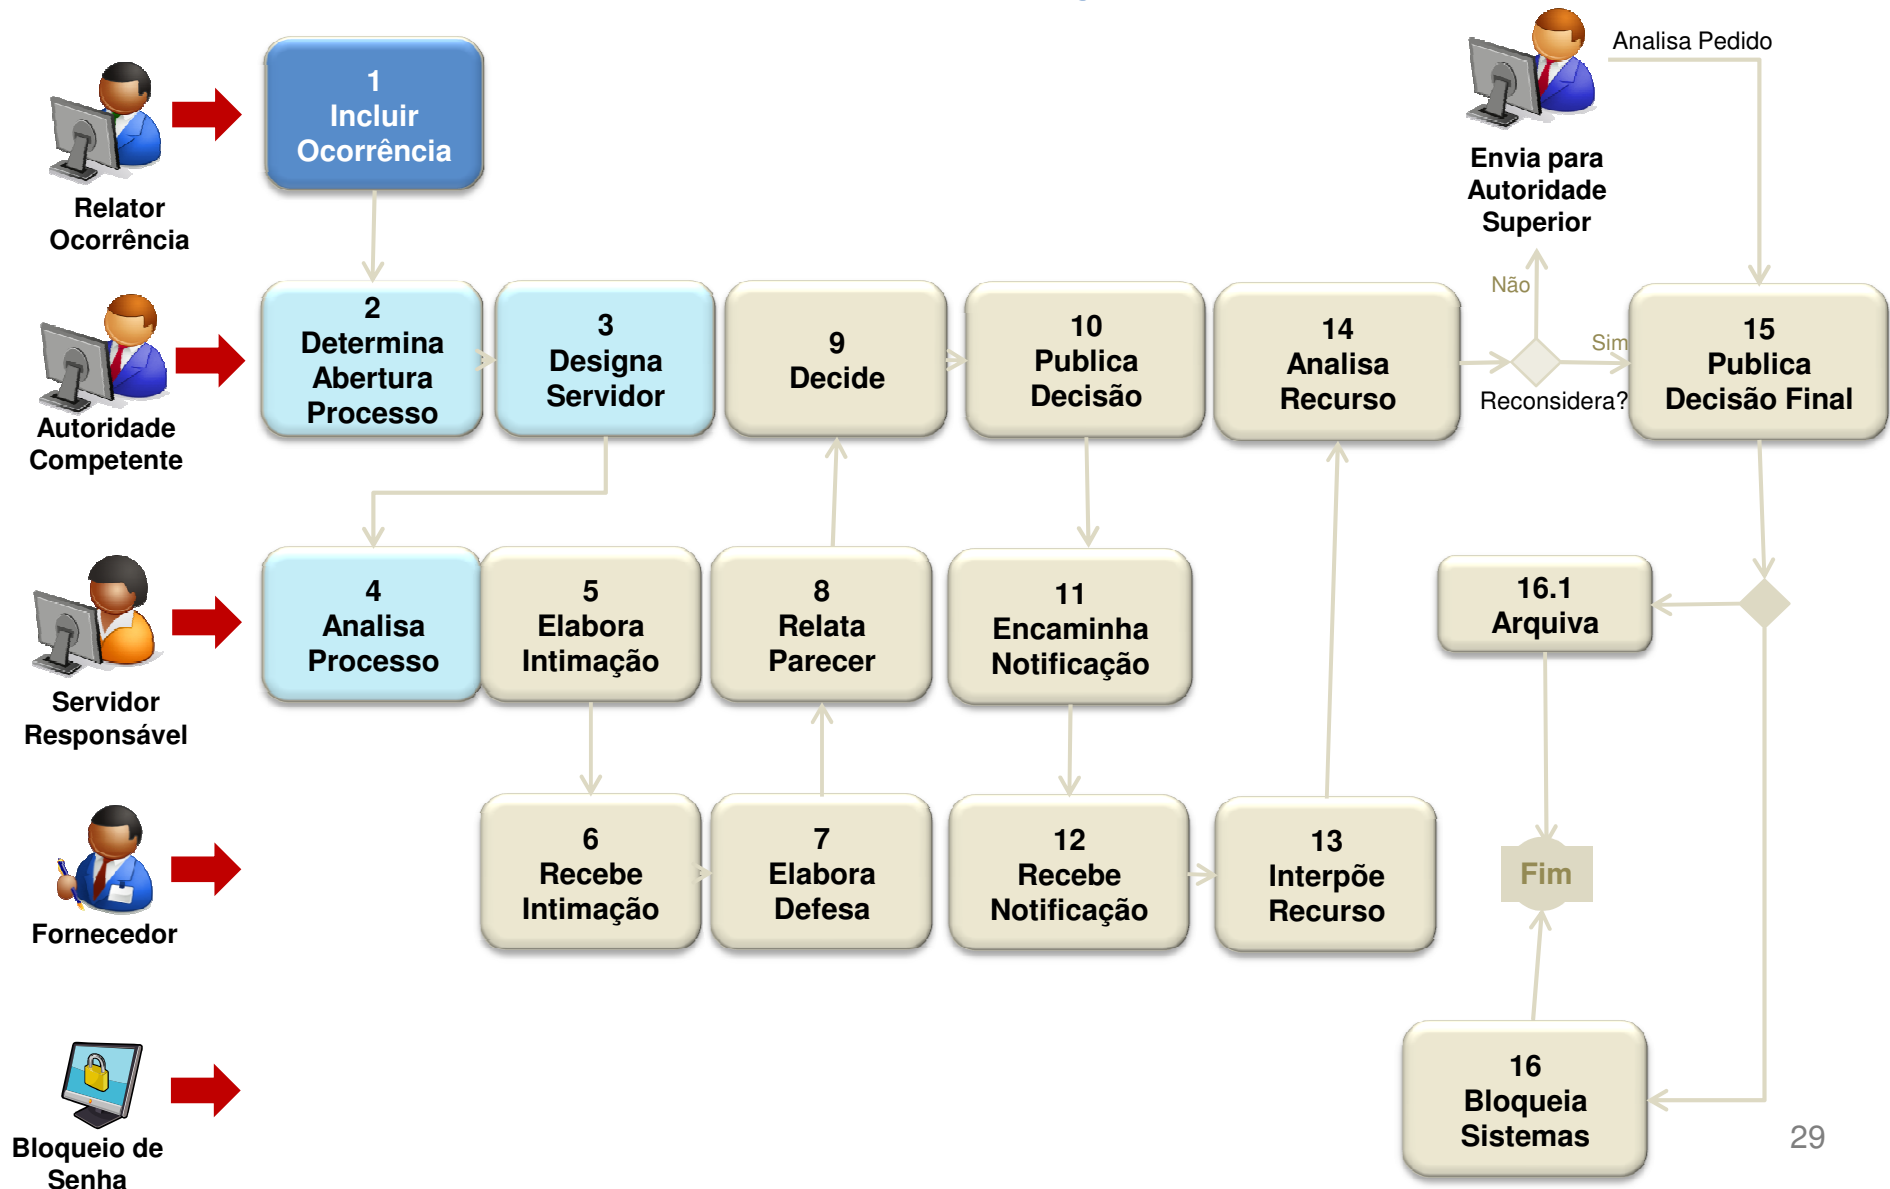 Analisa Pedido
1
Incluir
Ocorrência
Relator
Ocorrência
Envia para
Autoridade
Superior
Não
2
Determina
Abertura
Processo
3
Designa
Servidor
9
Decide
10
Publica
Decisão
14
Analisa
Recurso
Sim
Reconsidera?
15
Publica
Decisão Final
Autoridade
Competente
4
Analisa
Processo
5
Elabora
Intimação
8
Relata
Parecer
11
Encaminha
Notificação
16.1
Arquiva
Servidor
Responsável
6
Recebe
Intimação
7
Elabora
Defesa
12
Recebe
Notificação
13
Interpõe
Recurso
Fim
Fornecedor
16
Bloqueia
Sistemas
Bloqueio de
Senha
29